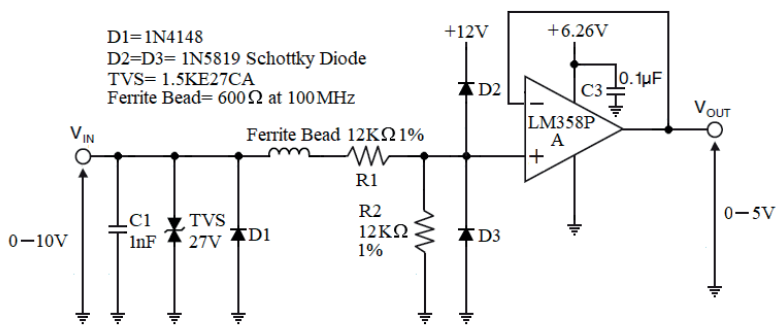 D1=1N4148
D2=D3= 1N5819 Schottky Diode
TVS= 1.5KE27CA
Ferrite Bead= 600Ω at 100MHz
+12V
+6.26V
D2
C3
0.1µF
−
LM358P
A
+
VOUT
VIN
Ferrite Bead 12KΩ 1%
R1
C1
1nF
TVS
27V
D1
R2
12KΩ
1%
D3
0−10V
0−5V